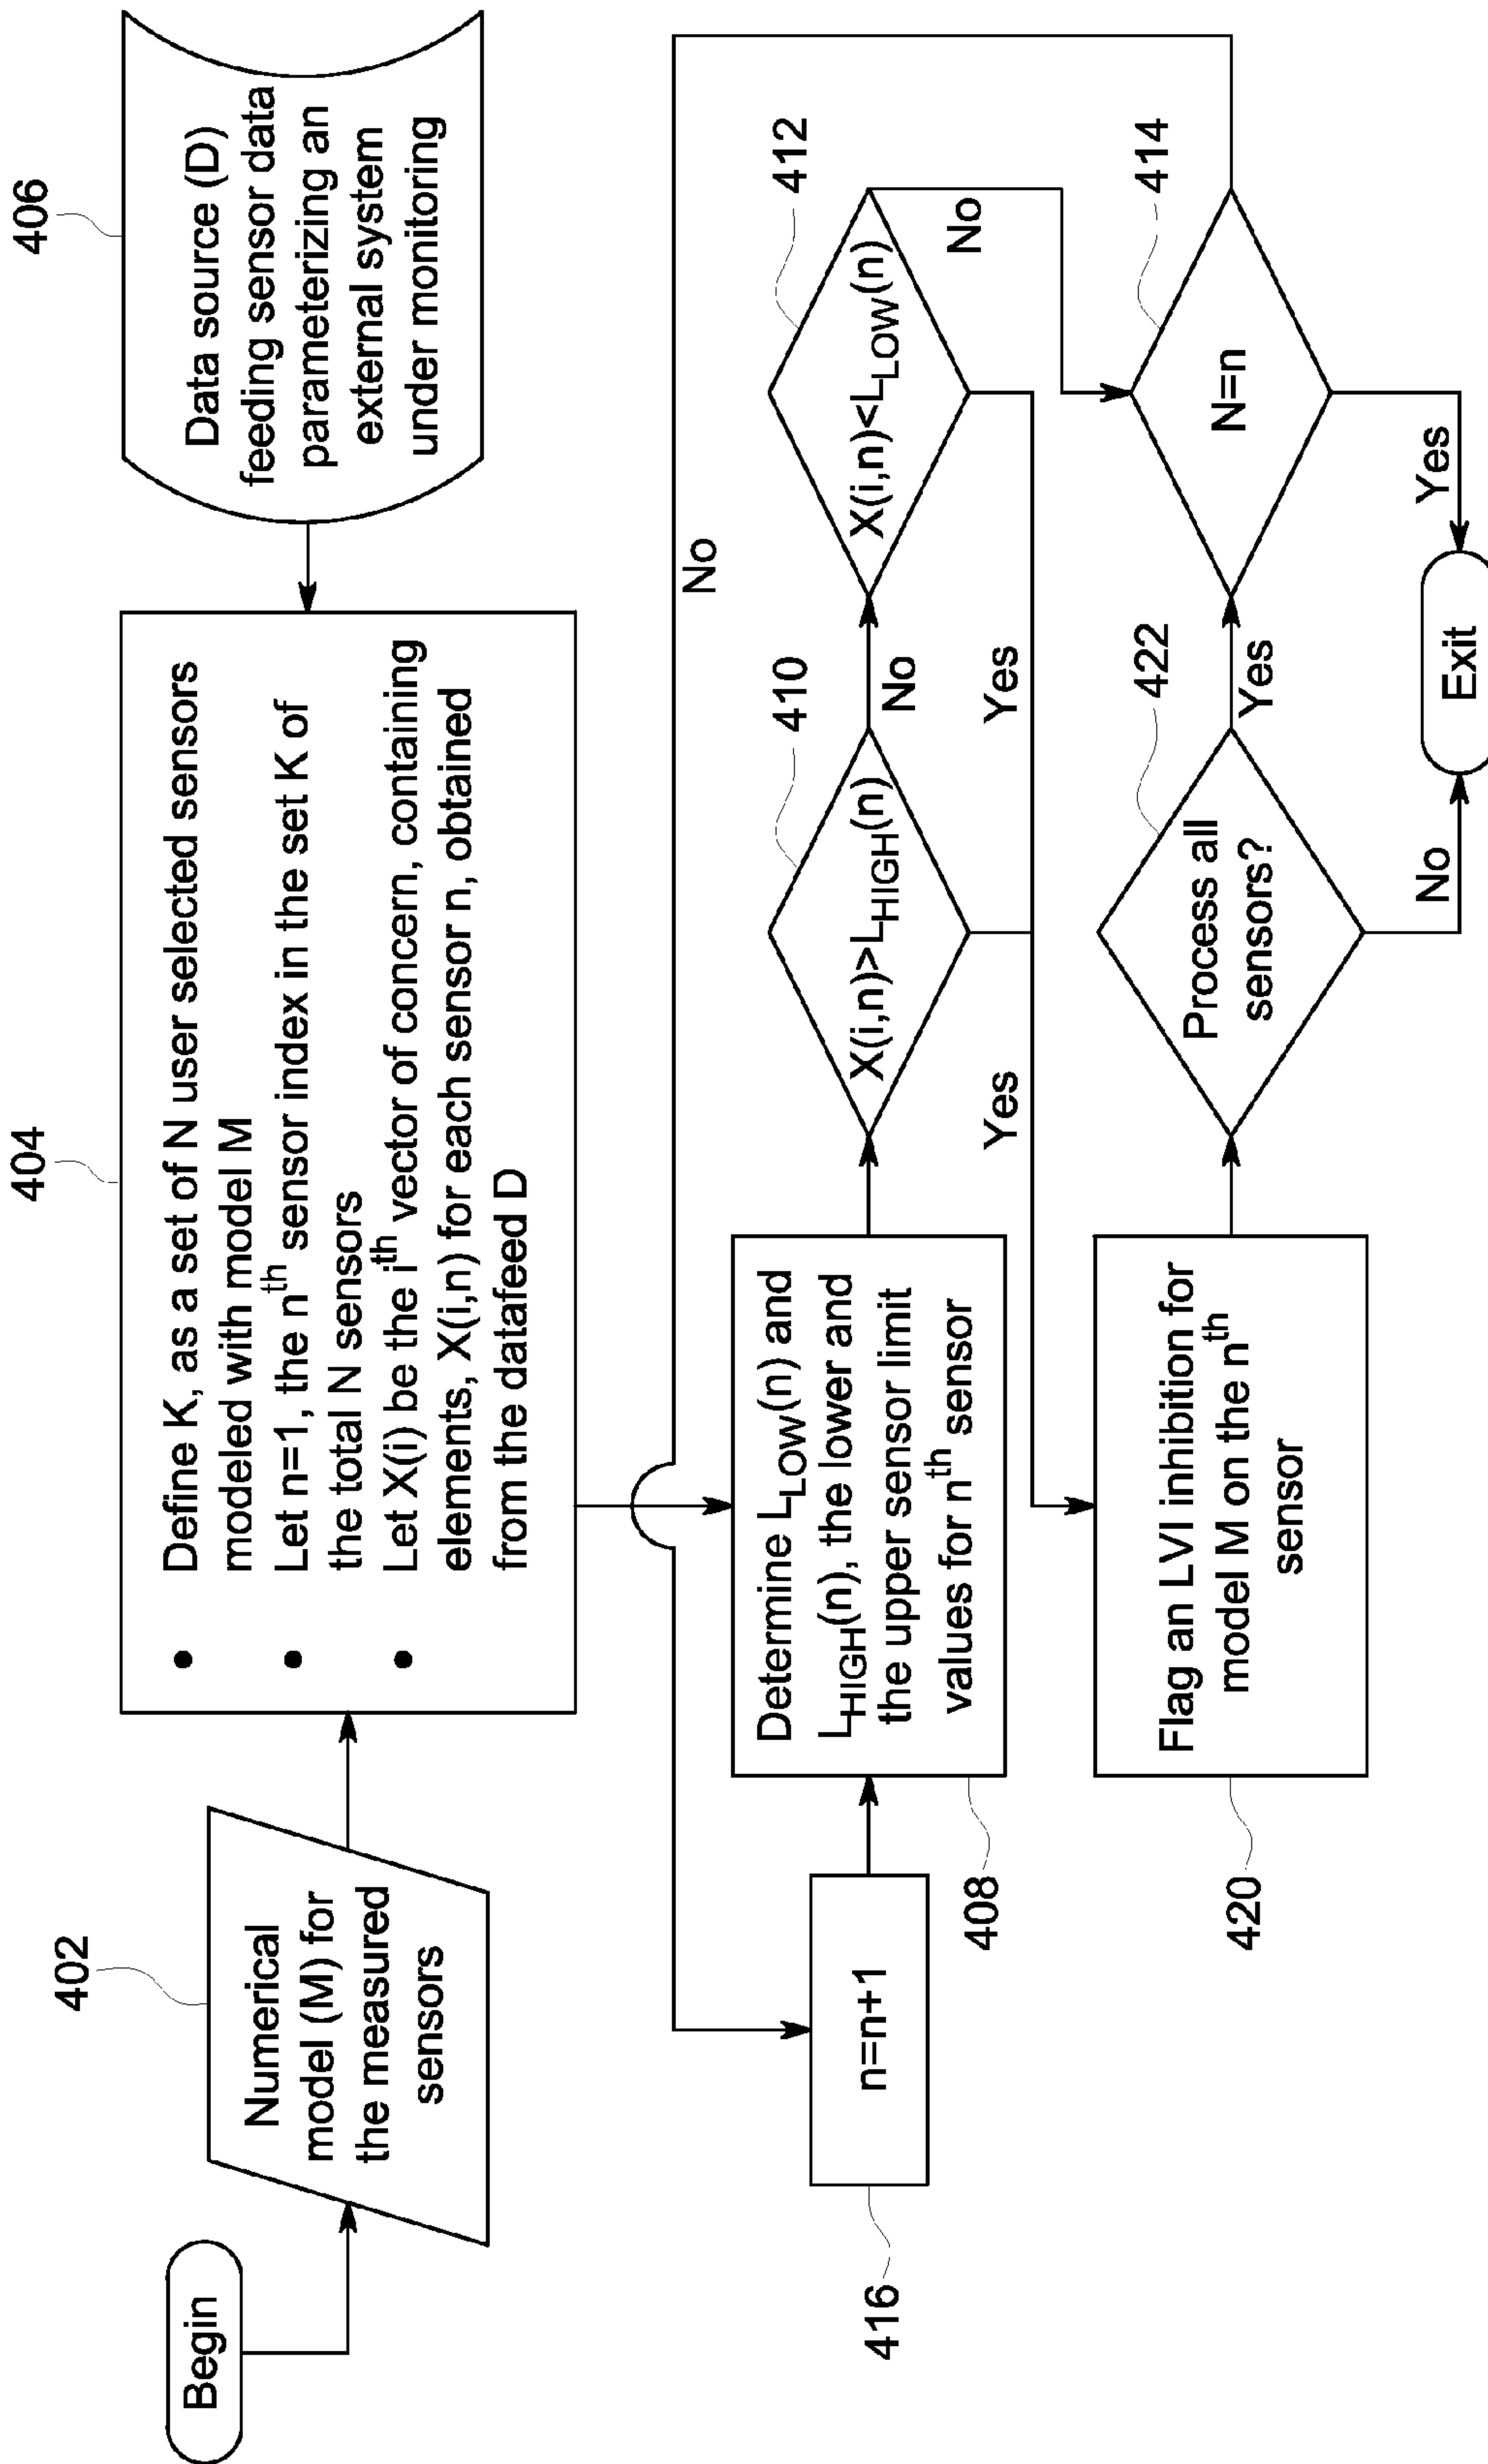 Begin
402
Numerical
model (M) for
the measured
sensors
404
• Define K, as a set of N user selected sensors
modeled with model M
• Let n=1, the nth sensor index in the set K of
the total N sensors
• Let X(i) be the ith vector of concern, containing
elements, X(i,n) for each sensor n, obtained
from the datafeed D
406
Data source (D)
feeding sensor data
parameterizing an
external system
under monitoring
No
416
n=n+1
408
Determine LLOW(n) and
LHIGH(n), the lower and
the upper sensor limit
values for nth sensor
410
X(i,n)>LHIGH(n)
No
Yes
412
X(i,n)<LLOW(n)
No
Yes
420
Flag an LVI inhibition for
model M on the nth
sensor
422
Process all
sensors?
Yes
No
414
N=n
Yes
Exit